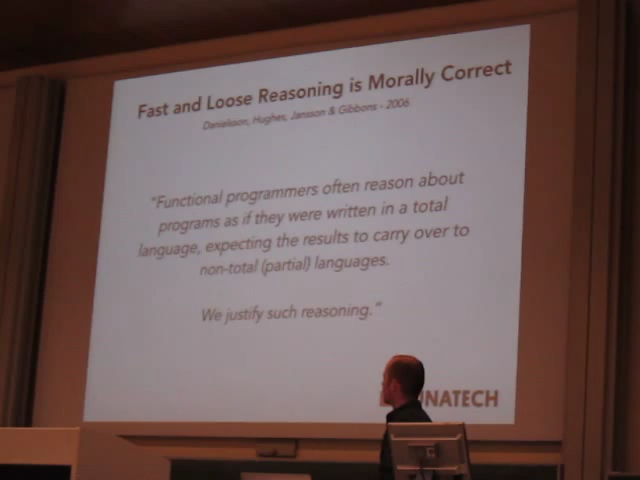 Fast and Loose Reasoning is Morally Correct
Danielsson, Hughes, Jansson & Gibbons - 2006
"Functional programmers often reason about
programs as if they were written in a total
language, expecting the results to carry over to
non-total (partial) languages.
We justify such reasoning."
NATECH